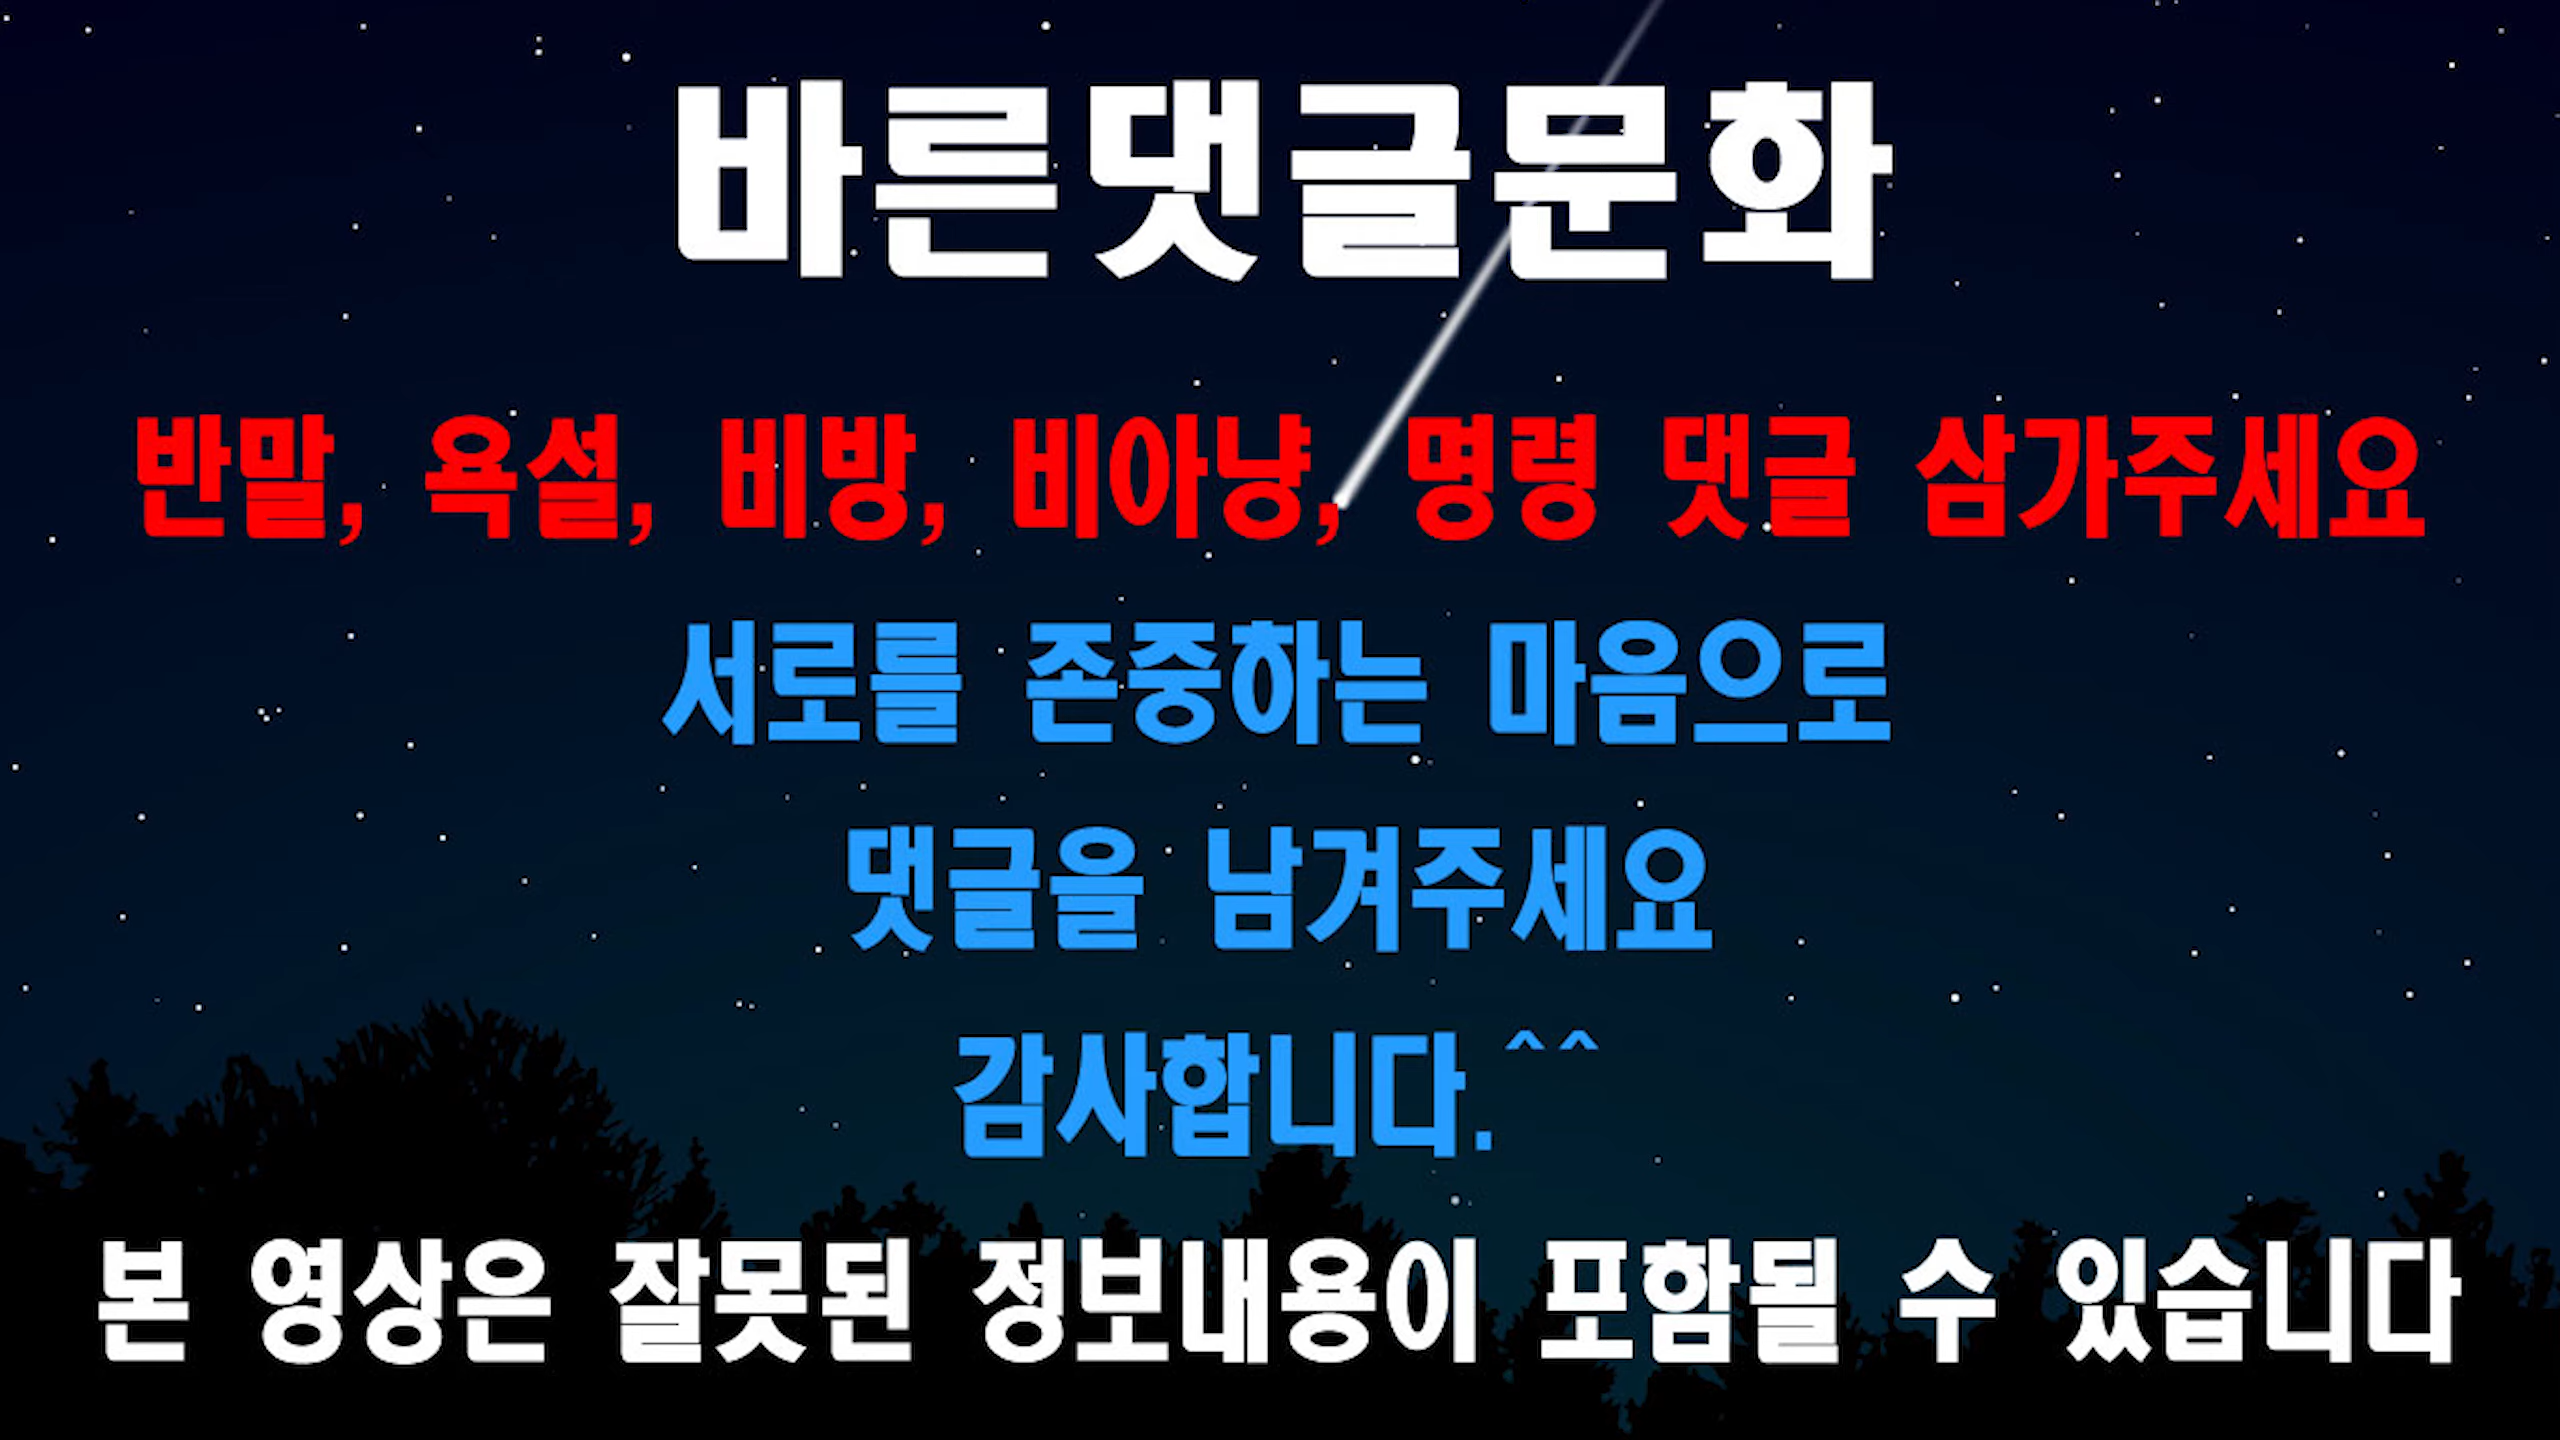 바른댓글문화
반말, 욕설, 비방, 비아냥, 명령 댓글 삼가주세요
서로를 존중하는 마음으로
댓글을 남겨주세요
감사합니다.^^
본 영상은 잘못된 정보내용이 포함될 수 있습니다